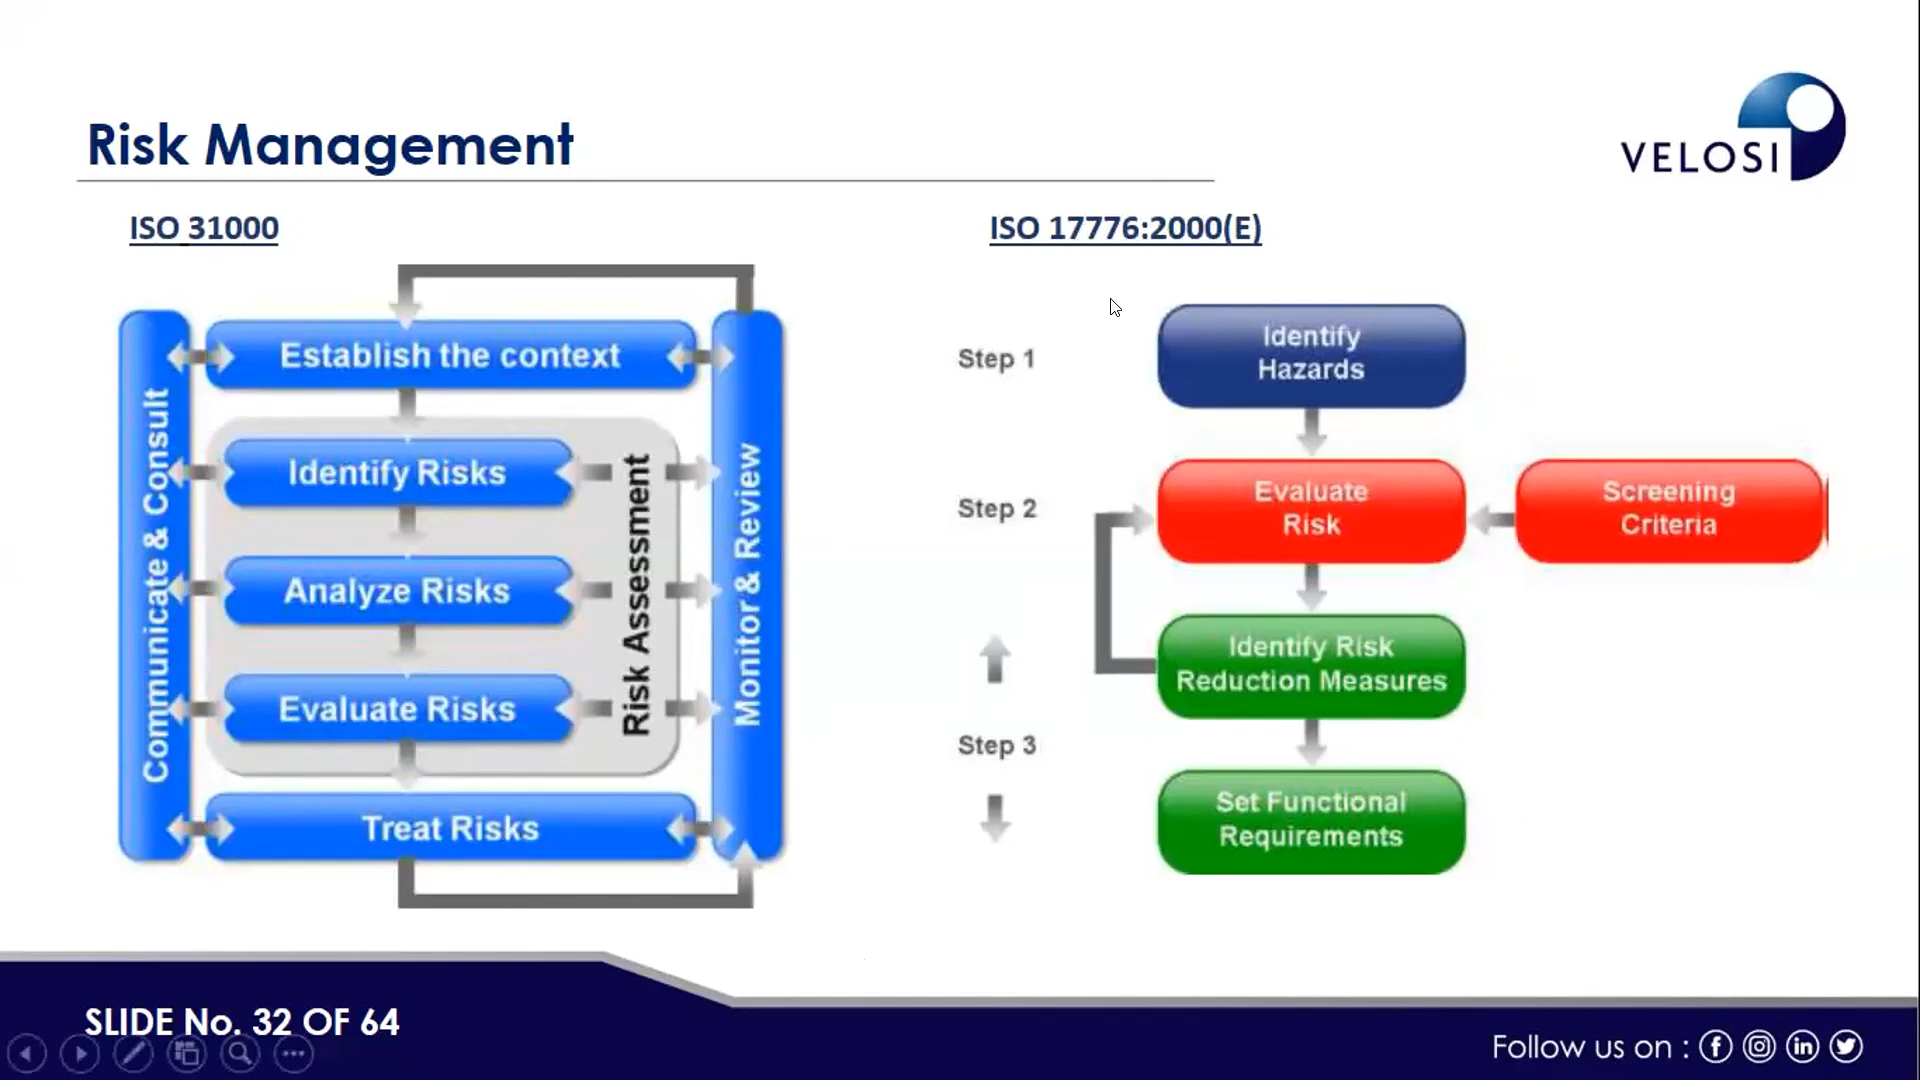 Risk Management
VELOSI
ISO 31000
Establish the context
Identify Risks
Analyze Risks
Evaluate Risks
Treat Risks
Communicate & Consult
Risk Assessment
Monitor & Review
ISO 17776:2000(E)
Step 1
Identify
Hazards
Step 2
Evaluate
Risk
Screening
Criteria
Identify Risk
Reduction Measures
Step 3
Set Functional
Requirements
SLIDE No. 32 OF 64
Follow us on :